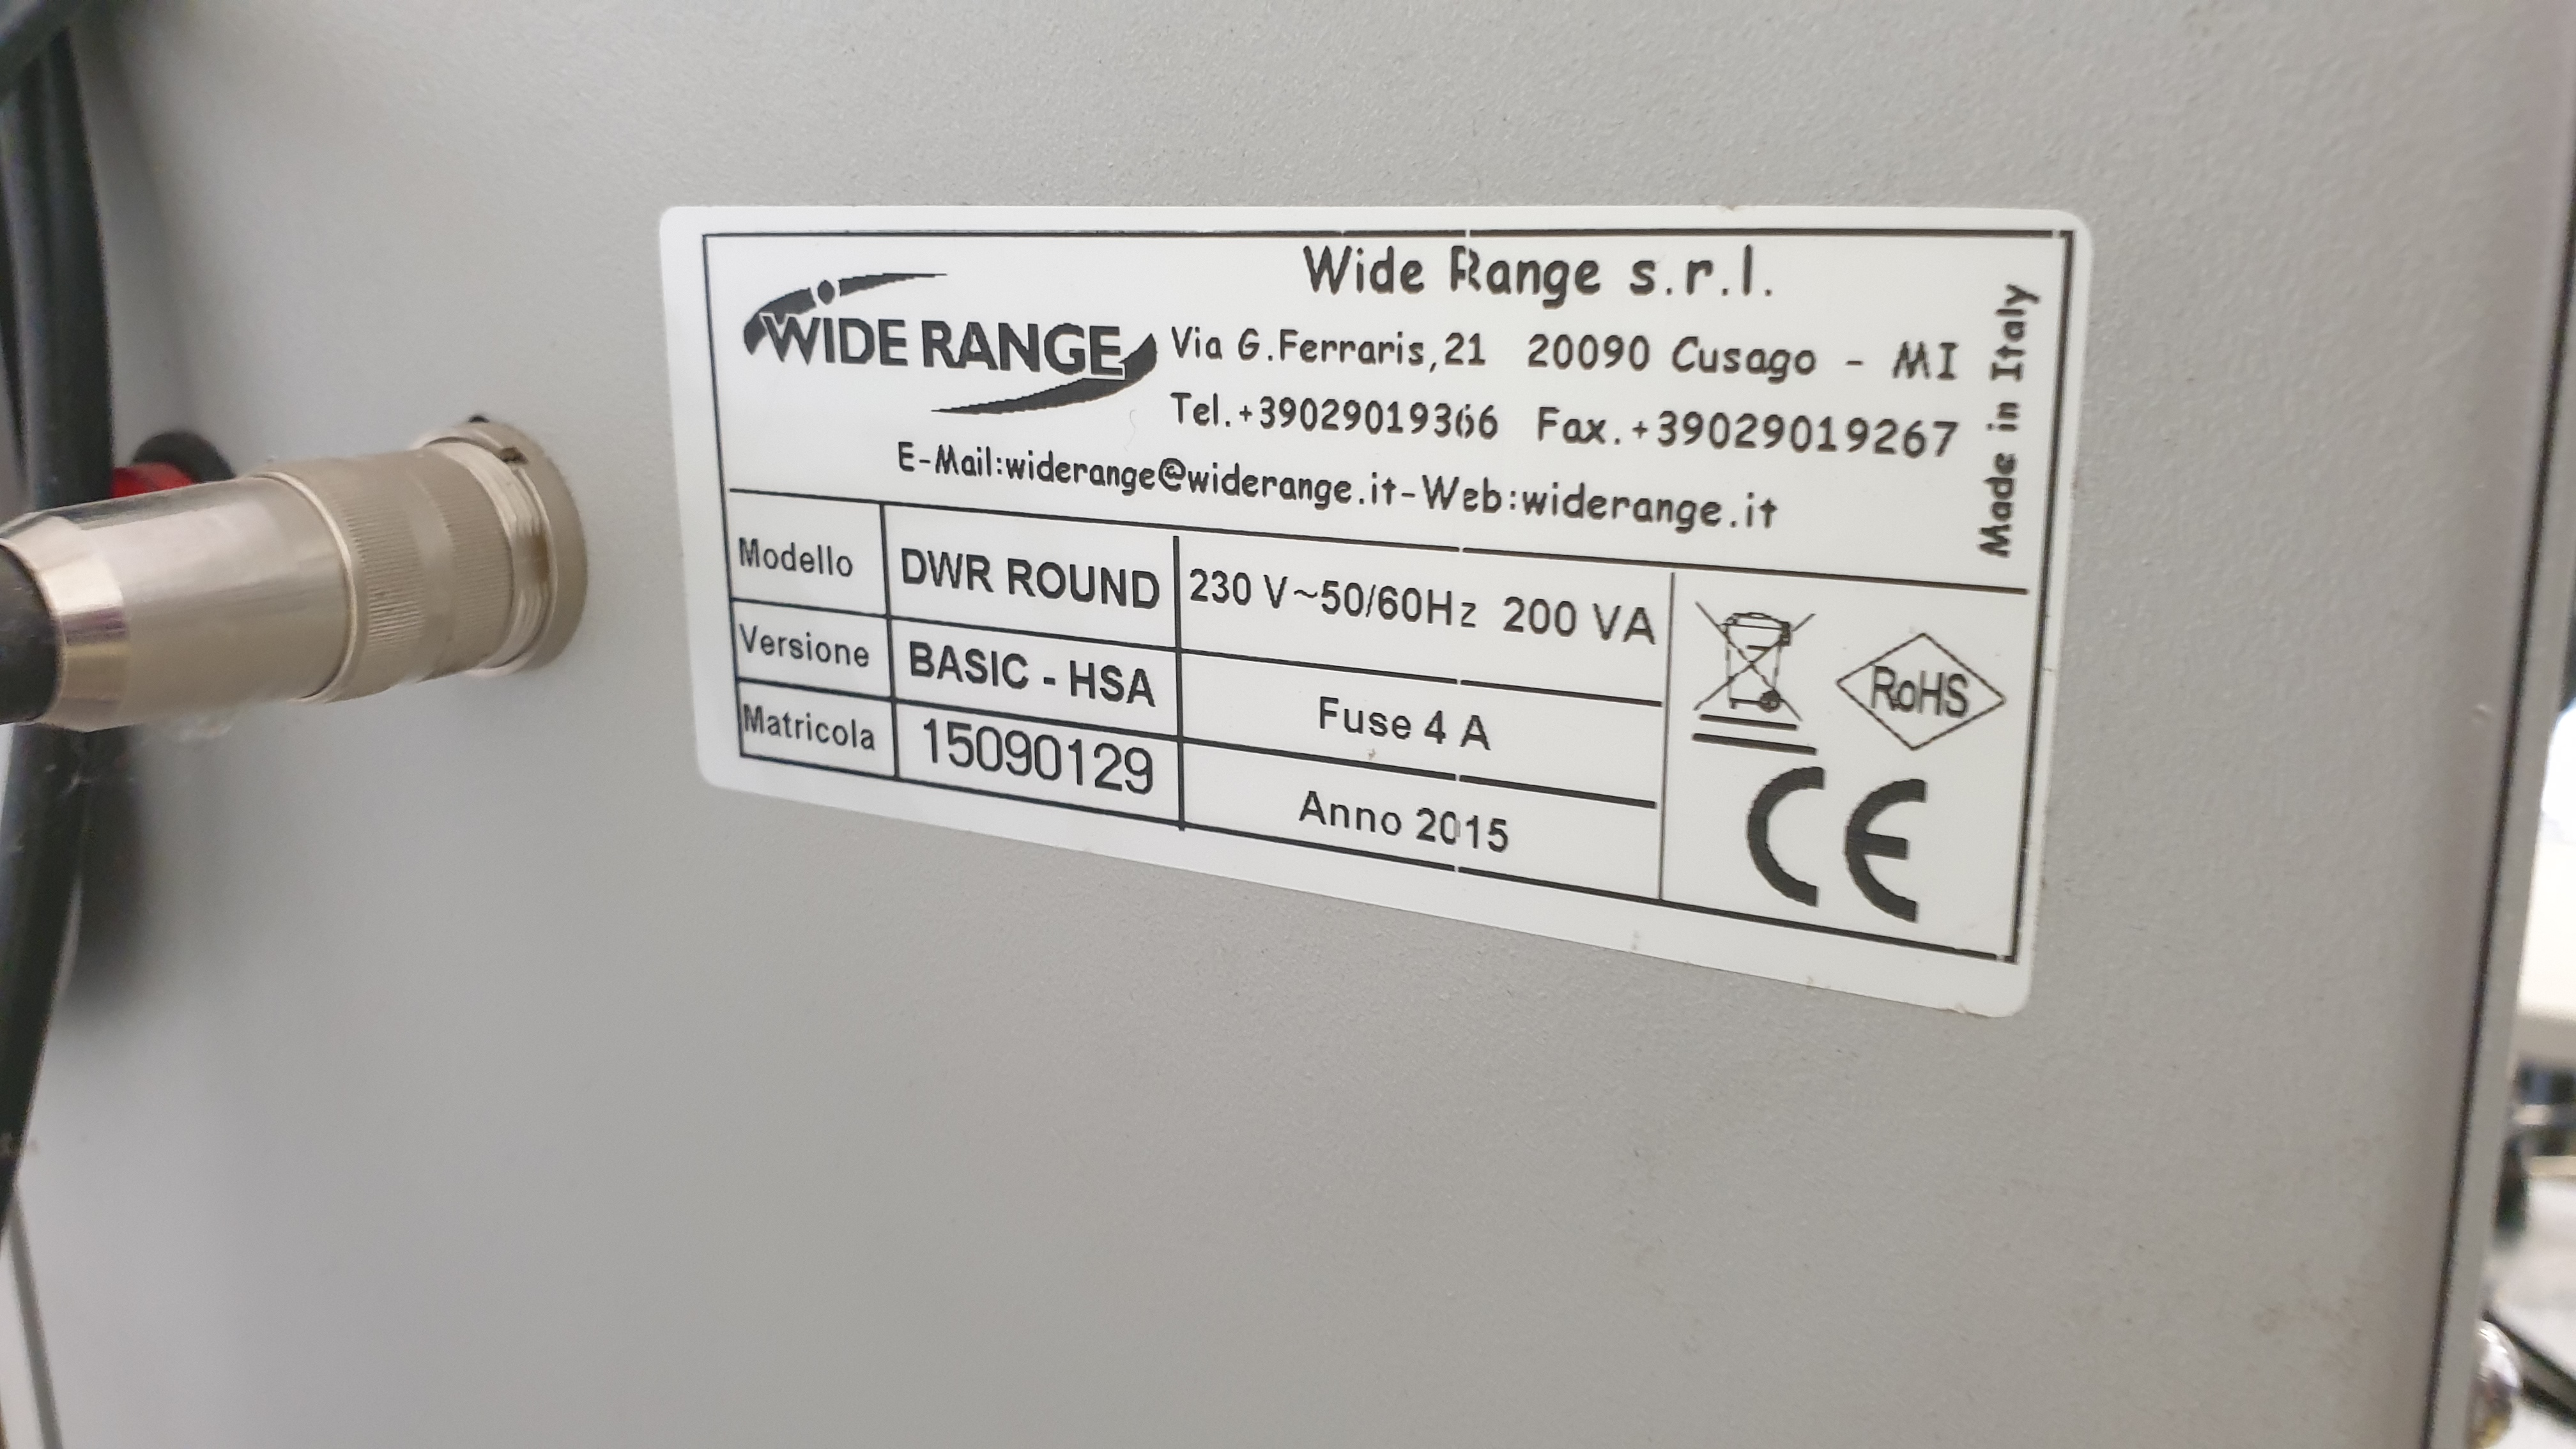 WIDE RANGE
Wide Range s.r.l.
Via G.Ferraris,21 20090 Cusago - MI
Tel.+39029019366 Fax.+39029019267
E-Mail:widerange@widerange.it-Web:widerange.it
Made in Italy
Modello DWR ROUND 230 V~50/60Hz 200 VA
Versione BASIC - HSA Fuse 4 A
Matricola 15090129 Anno 2015
RoHS
CE